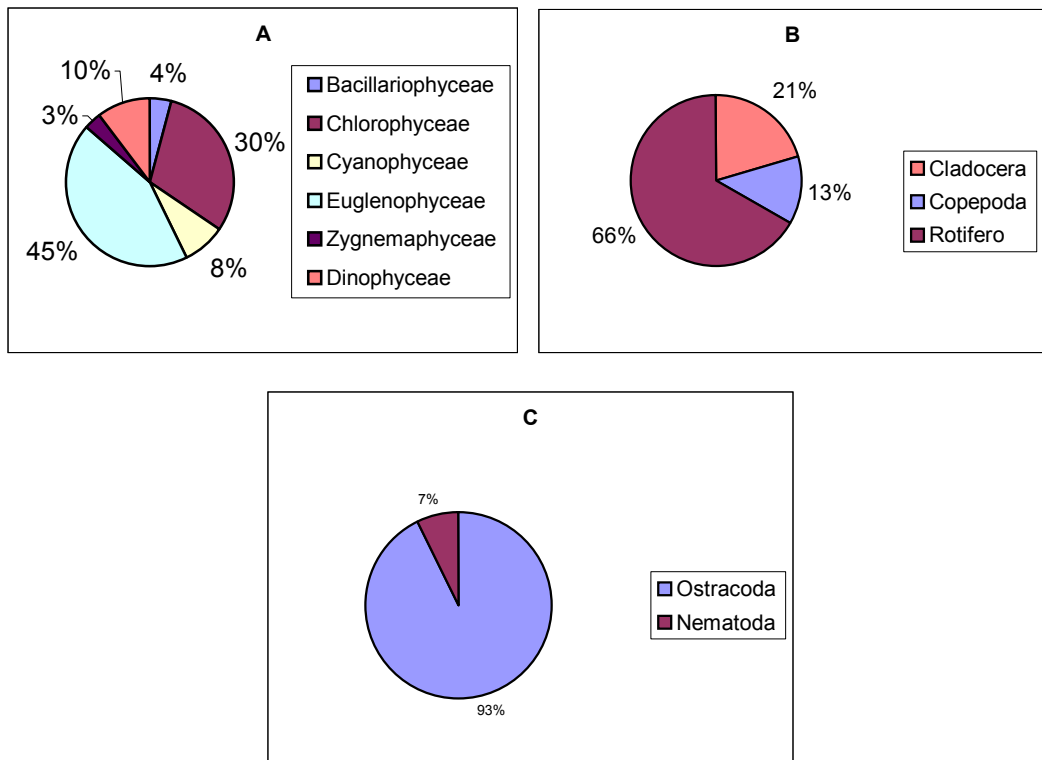 A
10%
4%
3%
30%
45%
8%
Bacillariophyceae
Chlorophyceae
Cyanophyceae
Euglenophyceae
Zygnemaphyceae
Dinophyceae
B
21%
13%
66%
Cladocera
Copepoda
Rotifero
C
7%
93%
Ostracoda
Nematoda